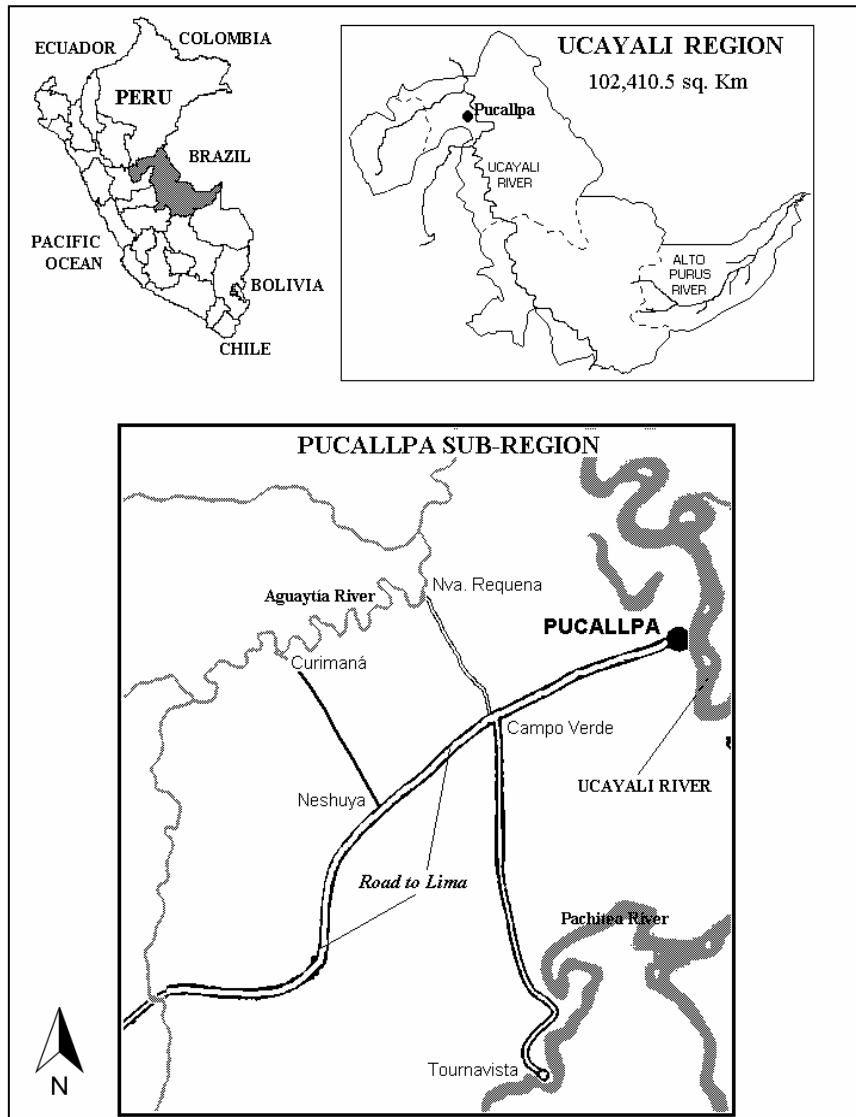 ECUADOR
COLOMBIA
PERU
BRAZIL
PACIFIC
OCEAN
BOLIVIA
CHILE
UCAYALI REGION
102,410.5 sq. Km
Pucallpa
UCAYALI
RIVER
ALTO
PURUS
RIVER
PUCALLPA SUB-REGION
Nva. Requena
Aguaytía River
PUCALLPA
Curimaná
Campo Verde
Neshuya
UCAYALI RIVER
Road to Lima
Pachitea River
Tournavista
N